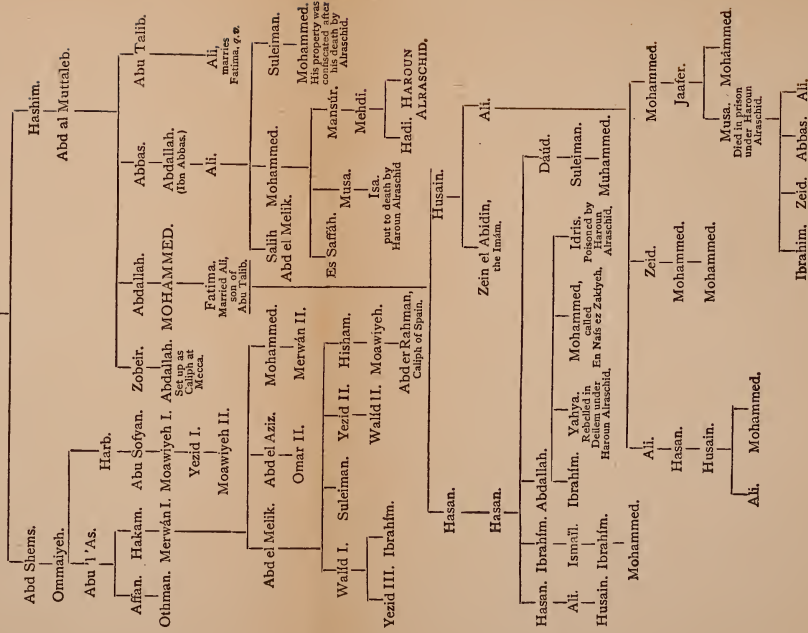 Abd Shems. Hashim.
Ommaiyeh. Abd al Muttaleb.
Abu 'l 'As. Harb.
Affan. Hakam. Abu Sofyan. Zobeir. Abdallah. Abbas. Abu Talib.
Othman. Merwán I. Moawiyeh I. Abdallah. MOHAMMED. Abdallah. Ali,
Set up as (Ibn Abbas.) marries
Caliph at Fatima, q.v.
Mecca.
Yezid I. Fatima. Ali.
Married Ali,
son of
Abu Talib.
Moawiyeh II.
Abd el Melik. Abd el Aziz. Mohammed. Salih Mohammed. Suleiman.
Abd el Melik.
Omar II. Merwán II. Mohammed.
His property was
confiscated after
his death by
Alraschid.
Walíd I. Suleiman. Yezid II. Hisham. Es Saffáh. Musa. Mansúr.
Yezid III. Ibrahím. Walíd II. Moawiyeh. Isa. Mehdi.
put to death by
Haroun Alraschid
Abder Rahman,
Caliph of Spain.
Hadi. HAROUN
ALRASCHID.
Hasan. Husain.
Hasan. Zein el Abidin,
the Imám.
Ali.
Hasan. Ibrahím. Abdallah. Dáúd.
Ali. Ismaïl. Ibrahím. Yahya. Mohammed, Idris. Suleiman.
Rebelled in called Poisoned by
Deilem under En Nafs ez Zakíyeh. Haroun
Haroun Alraschid. Alraschid.
Husain. Ibrahím. Muhammed.
Mohammed.
Ali. Zeid. Mohammed.
Hasan. Mohammed. Jaafer.
Husain. Mohammed. Musa. Mohámmed.
Died in prison
under Haroun
Alraschid.
Ali. Mohammed.
Ibrahim. Zeid. Abbas. Ali.